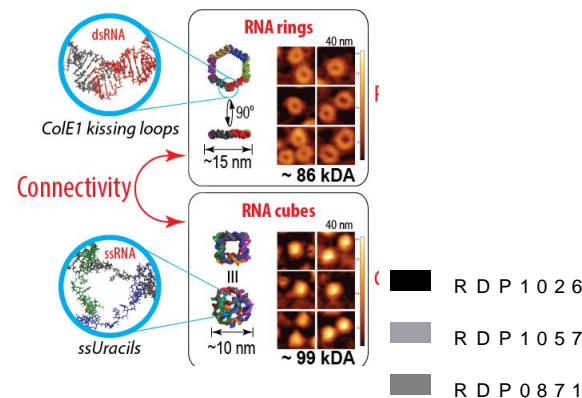 RNA rings
dsRNA
40 nm
90°
ColE1 kissing loops
~15 nm
~ 86 kDA
Connectivity
RNA cubes
40 nm
ssRNA
ssUracils
~10 nm
~ 99 kDA
RDP1026
RDP1057
RDP0871